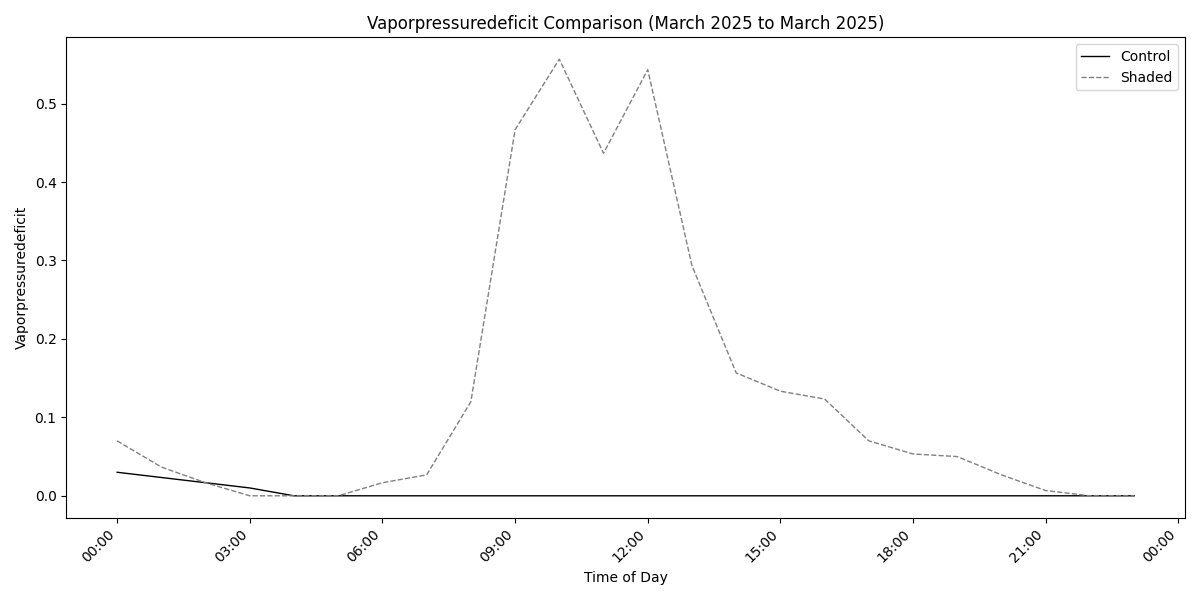 Vaporpressuredeficit Comparison (March 2025 to March 2025)
Control
Shaded
Vaporpressuredeficit
0.5
0.4
0.3
0.2
0.1
0.0
00:00 03:00 06:00 09:00 12:00 15:00 18:00 21:00 00:00
Time of Day